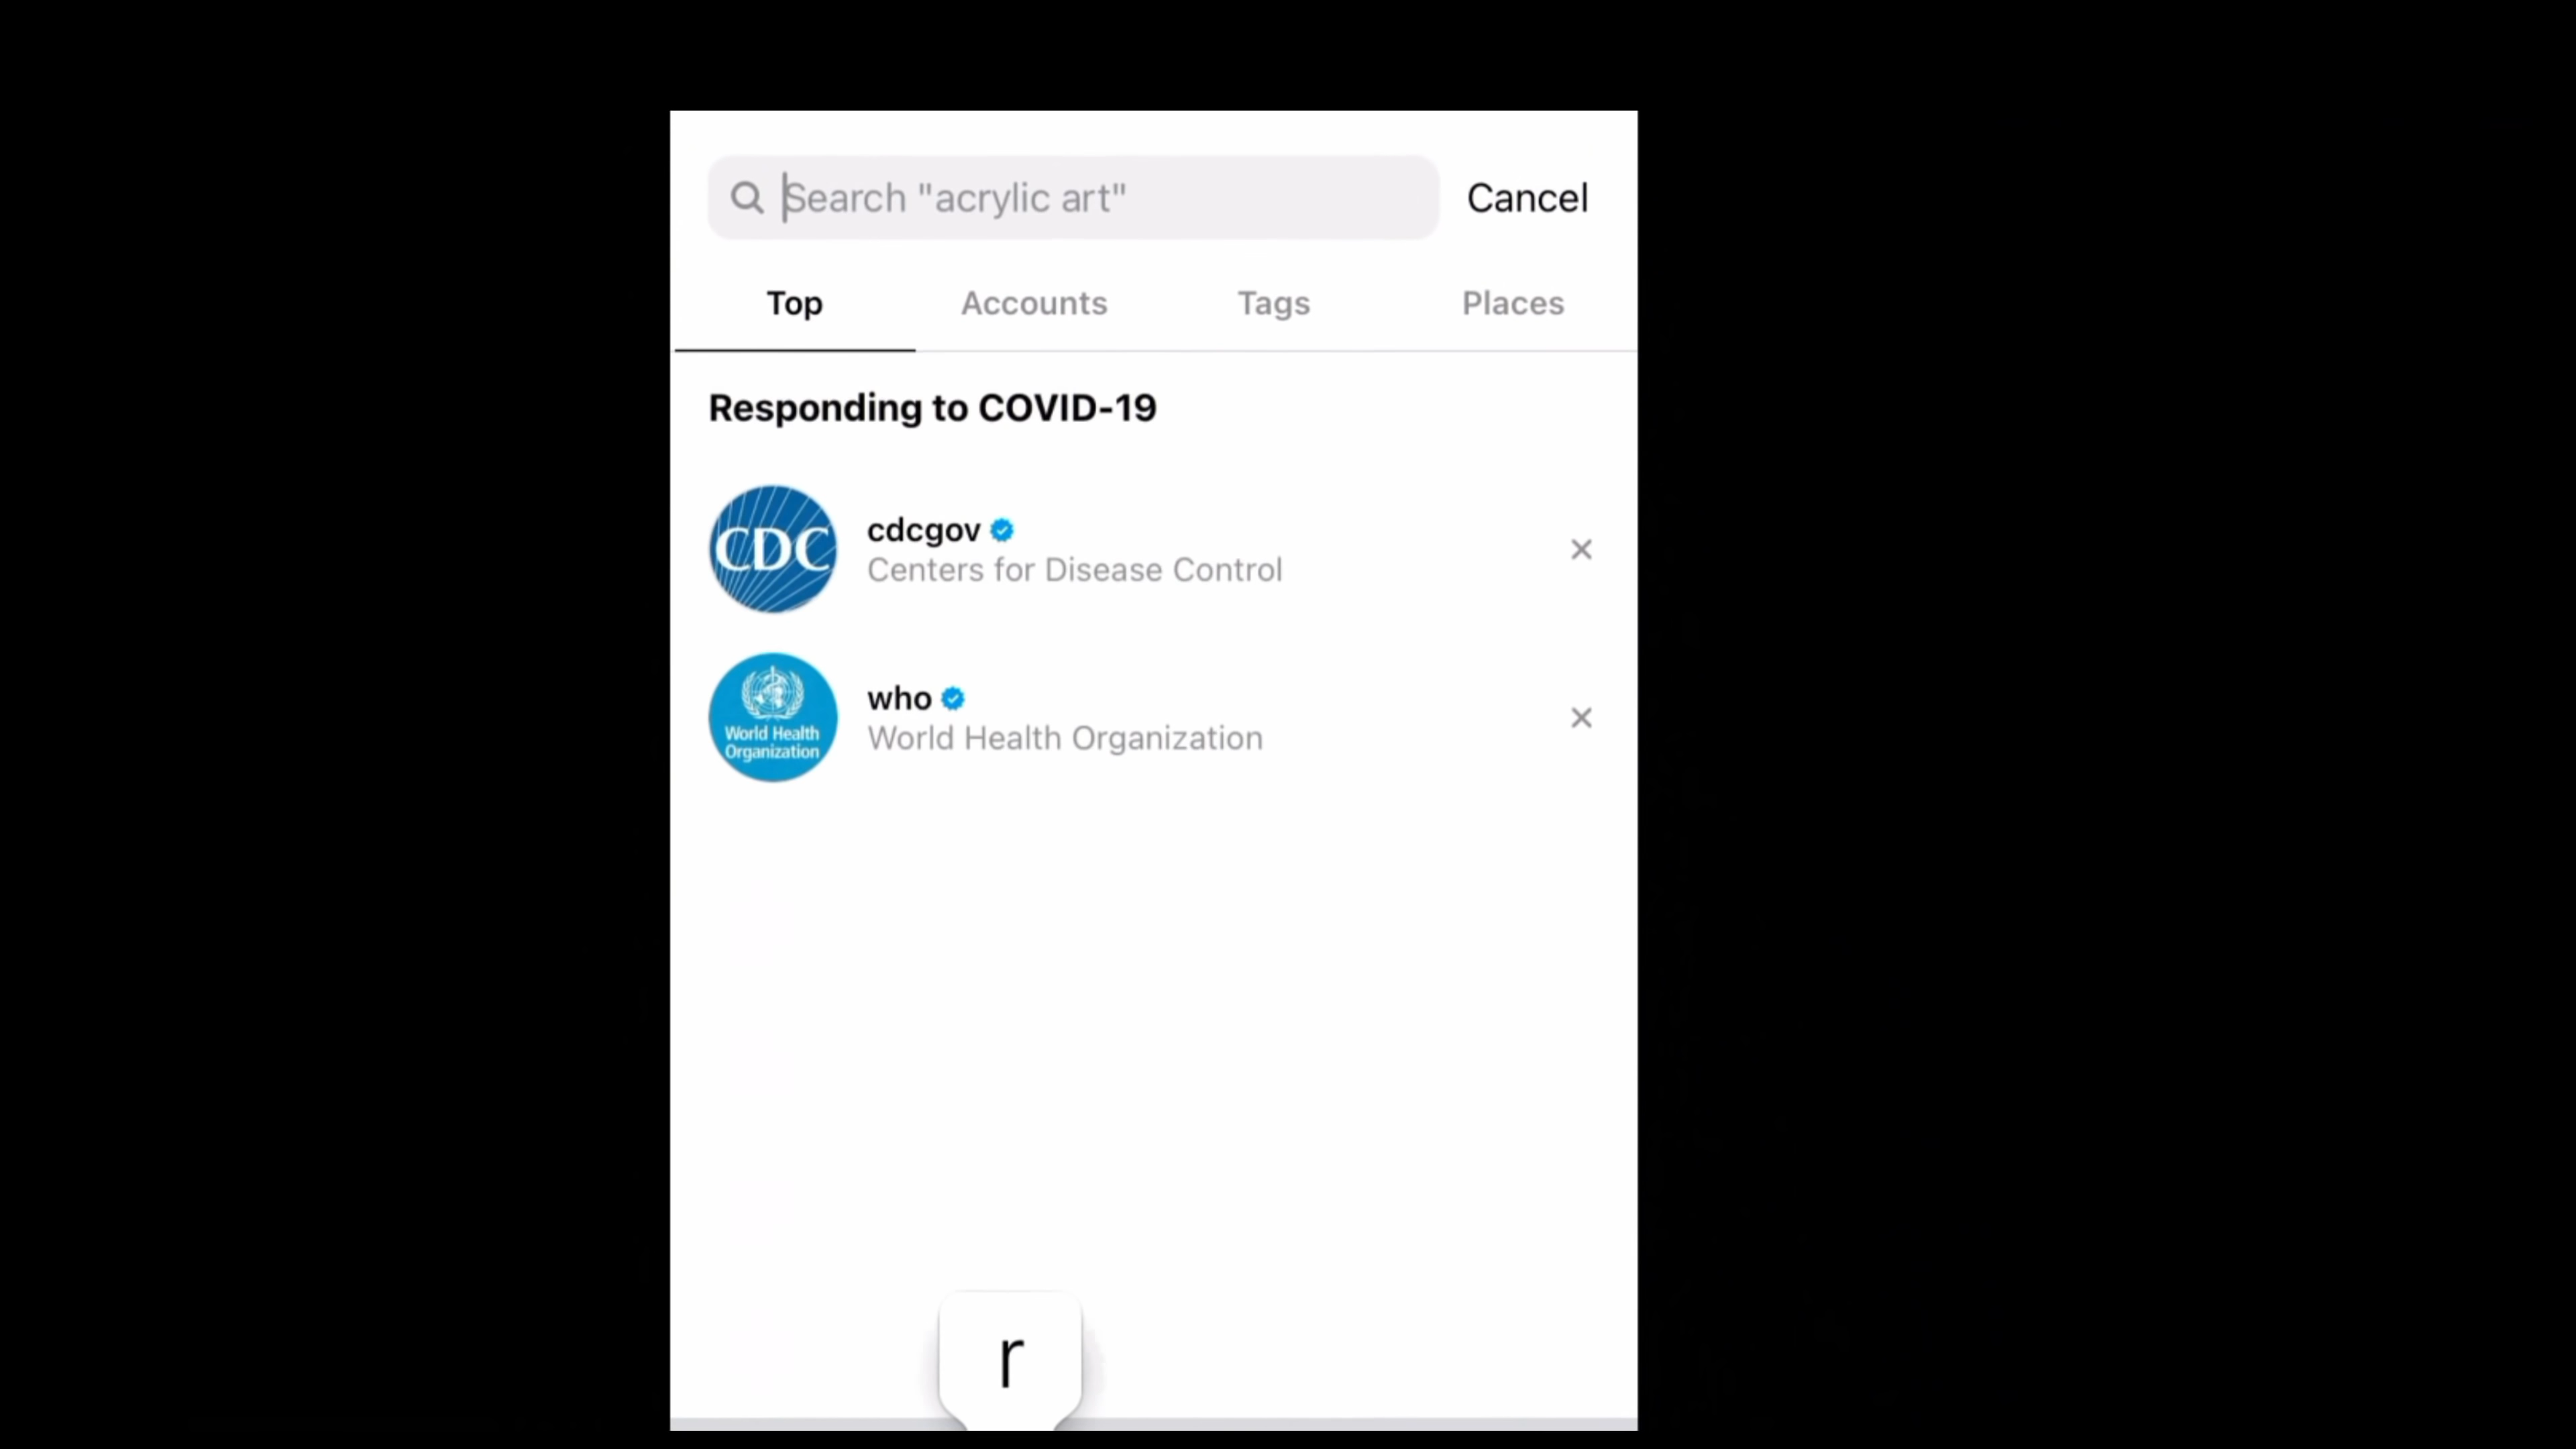 Search "acrylic art"
Cancel
Top
Accounts
Tags
Places
Responding to COVID-19
CDC
cdcgov
Centers for Disease Control
World Health
Organization
who
World Health Organization
r